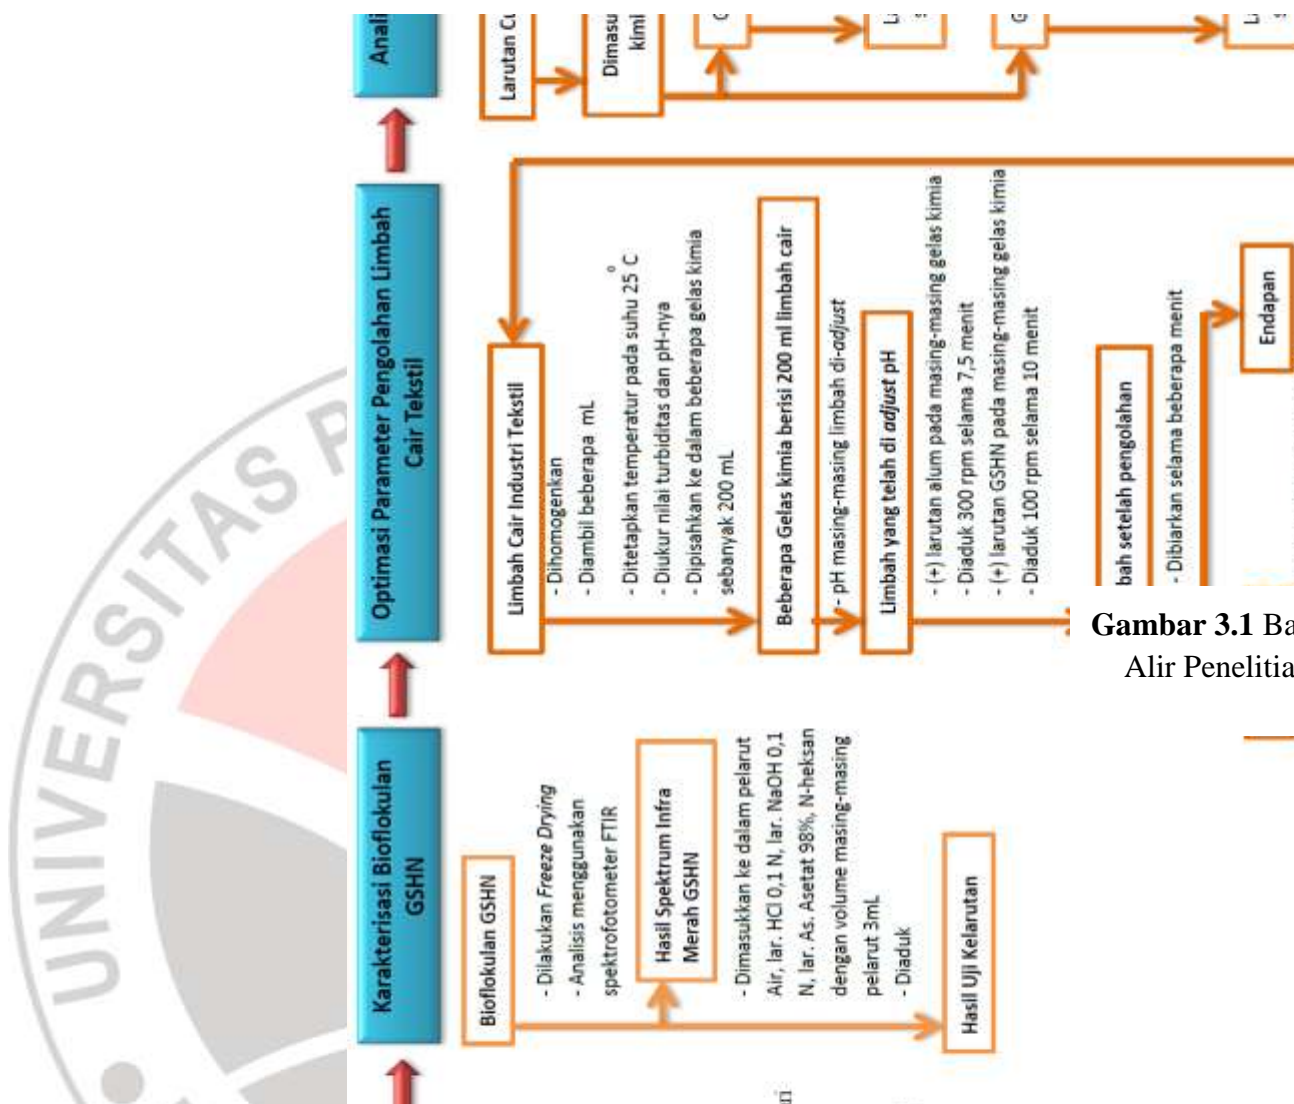 UNIVERSITAS P
Karakterisasi Bioflokulan
GSHN
Bioflokulan GSHN
- Dilakukan Freeze Drying
- Analisis menggunakan
spektrofotometer FTIR
Hasil Spektrum Infra
Merah GSHN
- Dimasukkan ke dalam pelarut
Air, lar. HCl 0,1 N, lar. NaOH 0,1
N, lar. As. Asetat 98%, N-heksan
dengan volume masing-masing
pelarut 3mL
- Diaduk
Hasil Uji Kelarutan
Optimasi Parameter Pengolahan Limbah
Cair Tekstil
Limbah Cair Industri Tekstil
- Dihomogenkan
- Diambil beberapa mL
- Ditetapkan temperatur pada suhu 25 °C
- Diukur nilai turbiditas dan pH-nya
- Dipisahkan ke dalam beberapa gelas kimia
sebanyak 200 mL
Beberapa Gelas kimia berisi 200 ml limbah cair
- pH masing-masing limbah di-adjust
Limbah yang telah di adjust pH
- (+) larutan alum pada masing-masing gelas kimia
- Diaduk 300 rpm selama 7,5 menit
- (+) larutan GSHN pada masing-masing gelas kimia
- Diaduk 100 rpm selama 10 menit
bah setelah pengolahan
- Dibiarkan selama beberapa menit
Endapan
Anali
Larutan Cu
Dimasu
kimi
G
G
Gambar 3.1 Ba
Alir Penelitia